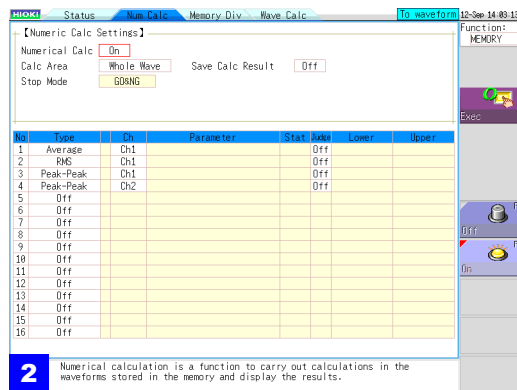 HIOKI Status Num Calc Memory Div Wave Calc To waveform 12-Sep 14:03:13
Function:
MEMORY
【Numeric Calc Settings】
Numerical Calc On
Calc Area Whole Wave Save Calc Result Off
Stop Mode GO&NG
Exec
No Type Ch Parameter Stat Judge Lower Upper
1 Average Ch1 Off
2 RMS Ch1 Off
3 Peak-Peak Ch1 Off
4 Peak-Peak Ch2 Off
5 Off
6 Off
7 Off
8 Off
9 Off
10 Off
11 Off
12 Off
13 Off
14 Off
15 Off
16 Off
Off
On
2
Numerical calculation is a function to carry out calculations in the
waveforms stored in the memory and display the results.